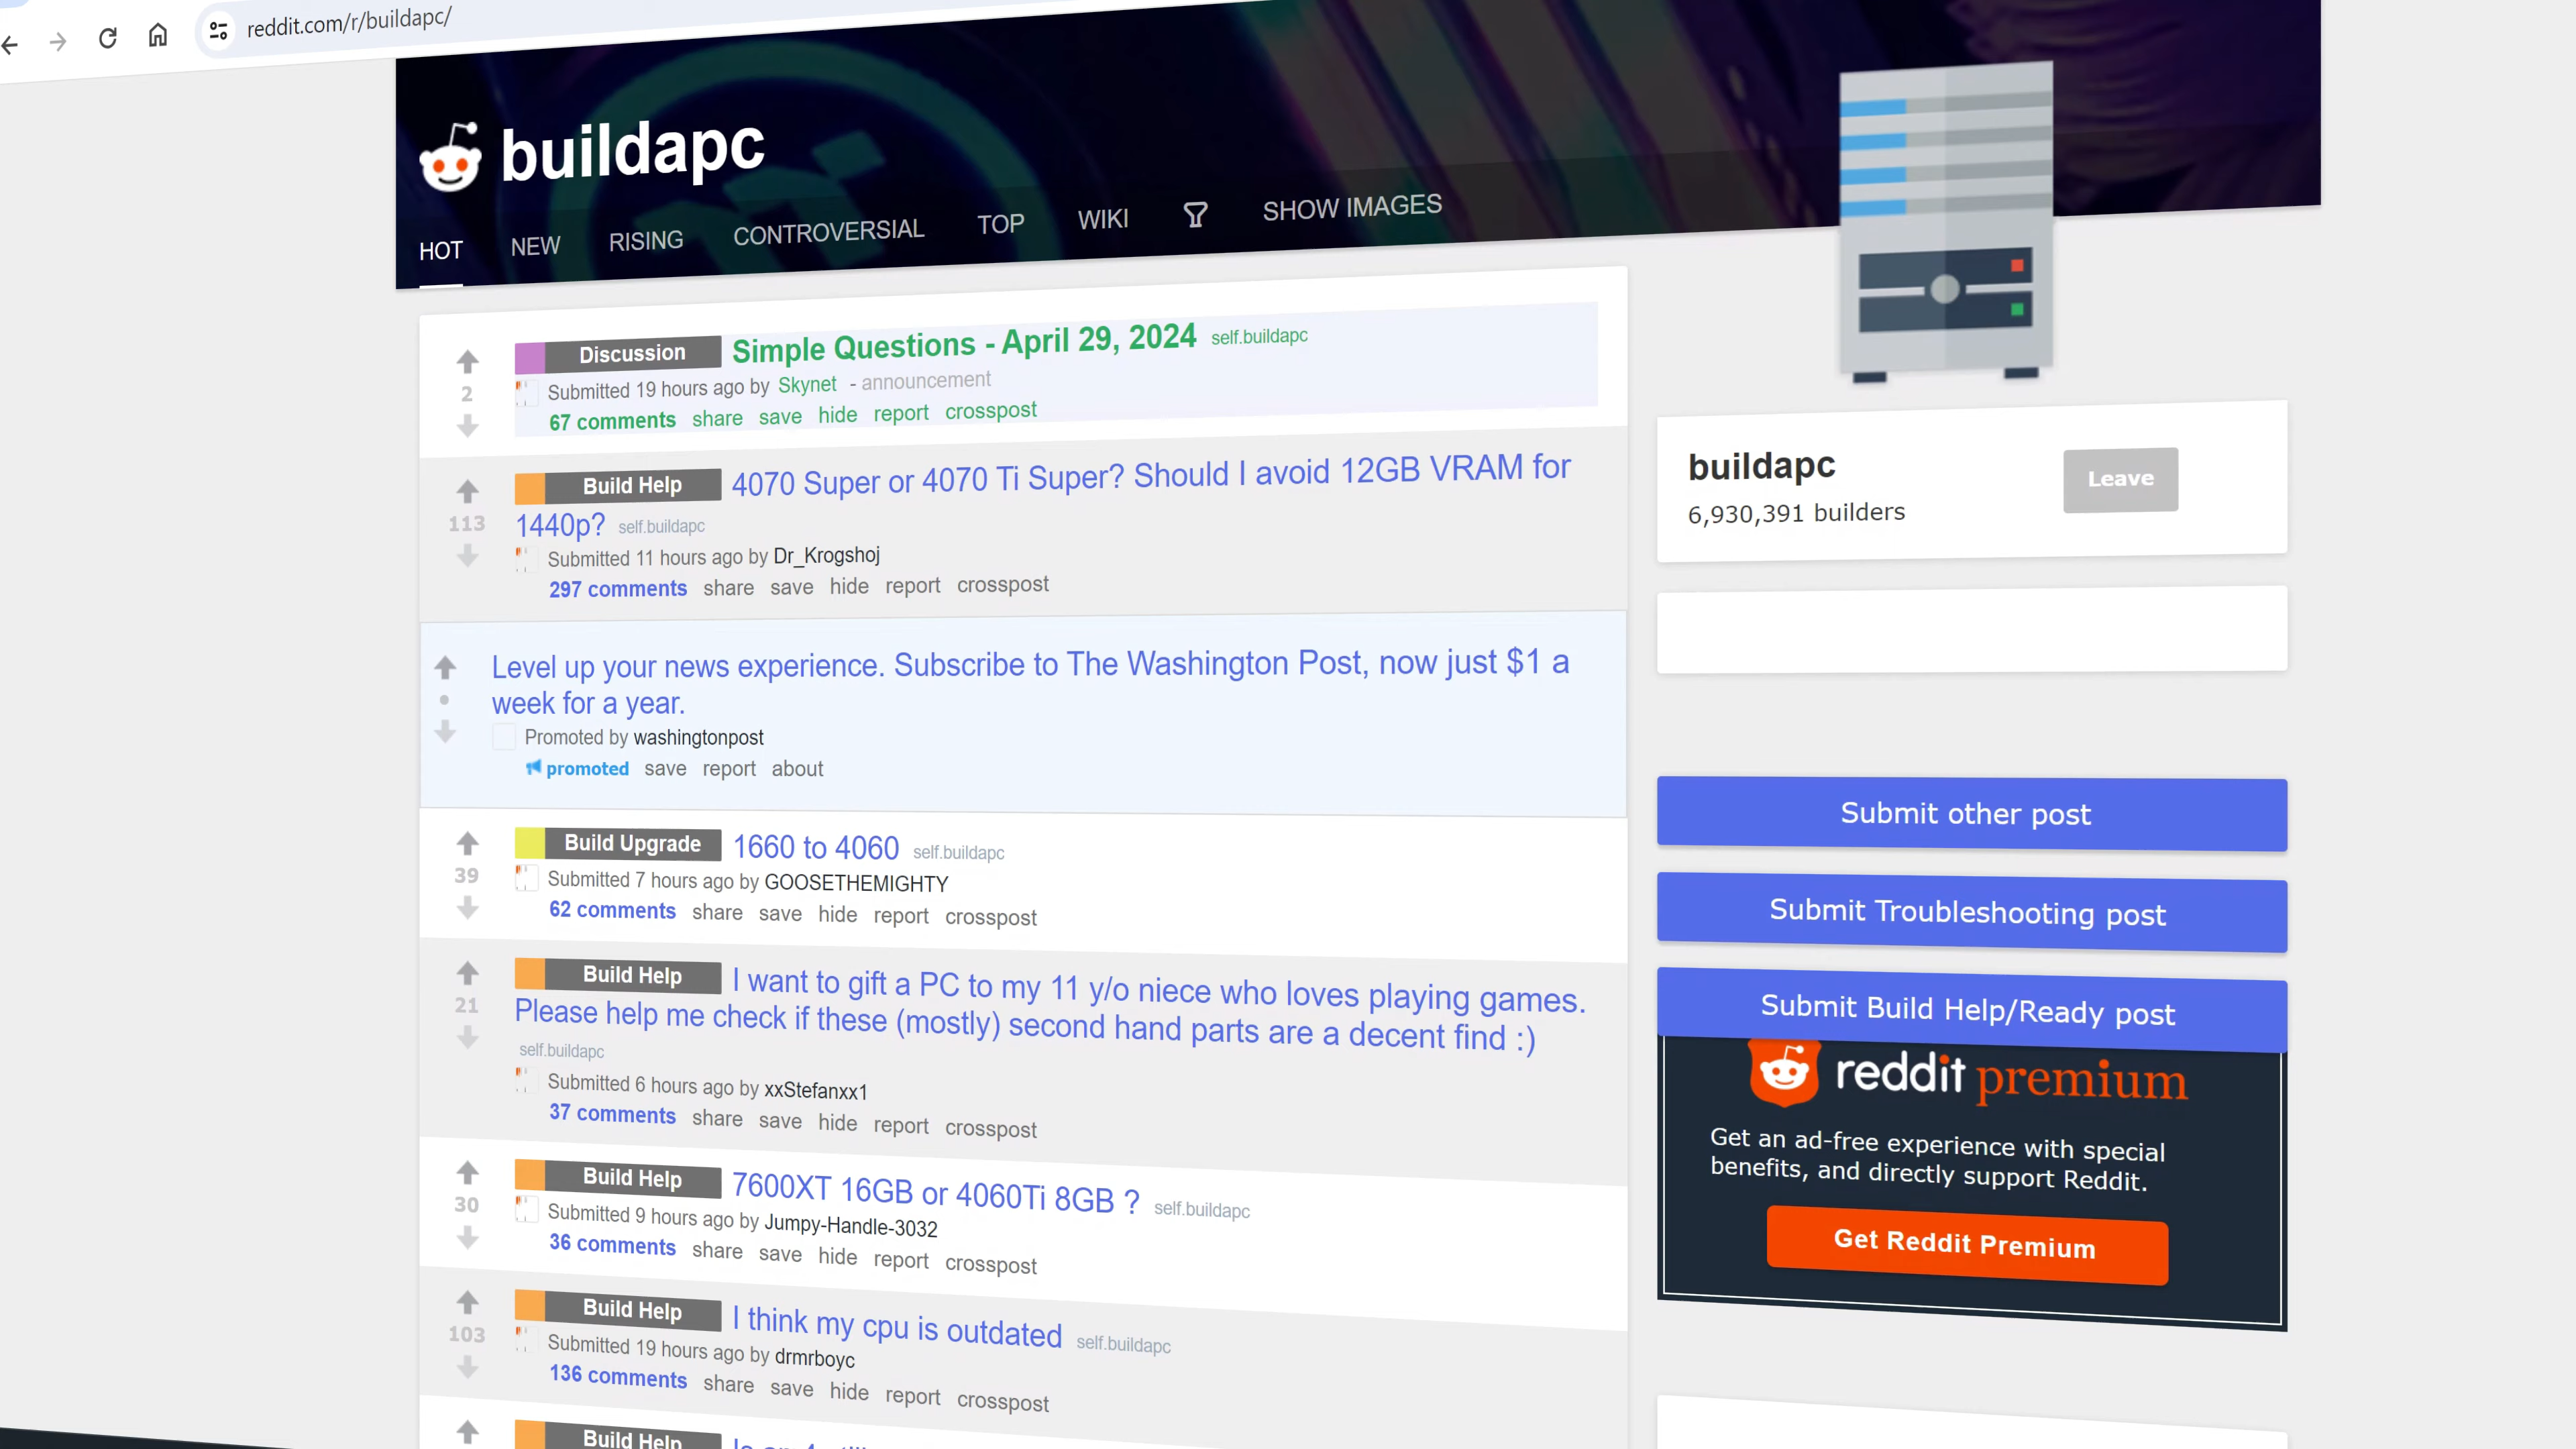 reddit.com/r/buildapc/
buildapc
HOT NEW RISING CONTROVERSIAL TOP WIKI SHOW IMAGES
Discussion Simple Questions - April 29, 2024 self.buildapc
2
Submitted 19 hours ago by Skynet - announcement
67 comments share save hide report crosspost
Build Help 4070 Super or 4070 Ti Super? Should I avoid 12GB VRAM for
113
1440p? self.buildapc
Submitted 11 hours ago by Dr_Krogshoj
297 comments share save hide report crosspost
Level up your news experience. Subscribe to The Washington Post, now just $1 a
week for a year.
Promoted by washingtonpost
promoted save report about
Build Upgrade 1660 to 4060 self.buildapc
39
Submitted 7 hours ago by GOOSETHEMIGHTY
62 comments share save hide report crosspost
Build Help I want to gift a PC to my 11 y/o niece who loves playing games.
21
Please help me check if these (mostly) second hand parts are a decent find :)
self.buildapc
Submitted 6 hours ago by xxStefanxx1
37 comments share save hide report crosspost
Build Help 7600XT 16GB or 4060Ti 8GB ? self.buildapc
30
Submitted 9 hours ago by Jumpy-Handle-3032
36 comments share save hide report crosspost
Build Help I think my cpu is outdated self.buildapc
103
Submitted 19 hours ago by drmrboyc
136 comments share save hide report crosspost
Build Help
buildapc
Leave
6,930,391 builders
Submit other post
Submit Troubleshooting post
Submit Build Help/Ready post
reddit premium
Get an ad-free experience with special
benefits, and directly support Reddit.
Get Reddit Premium